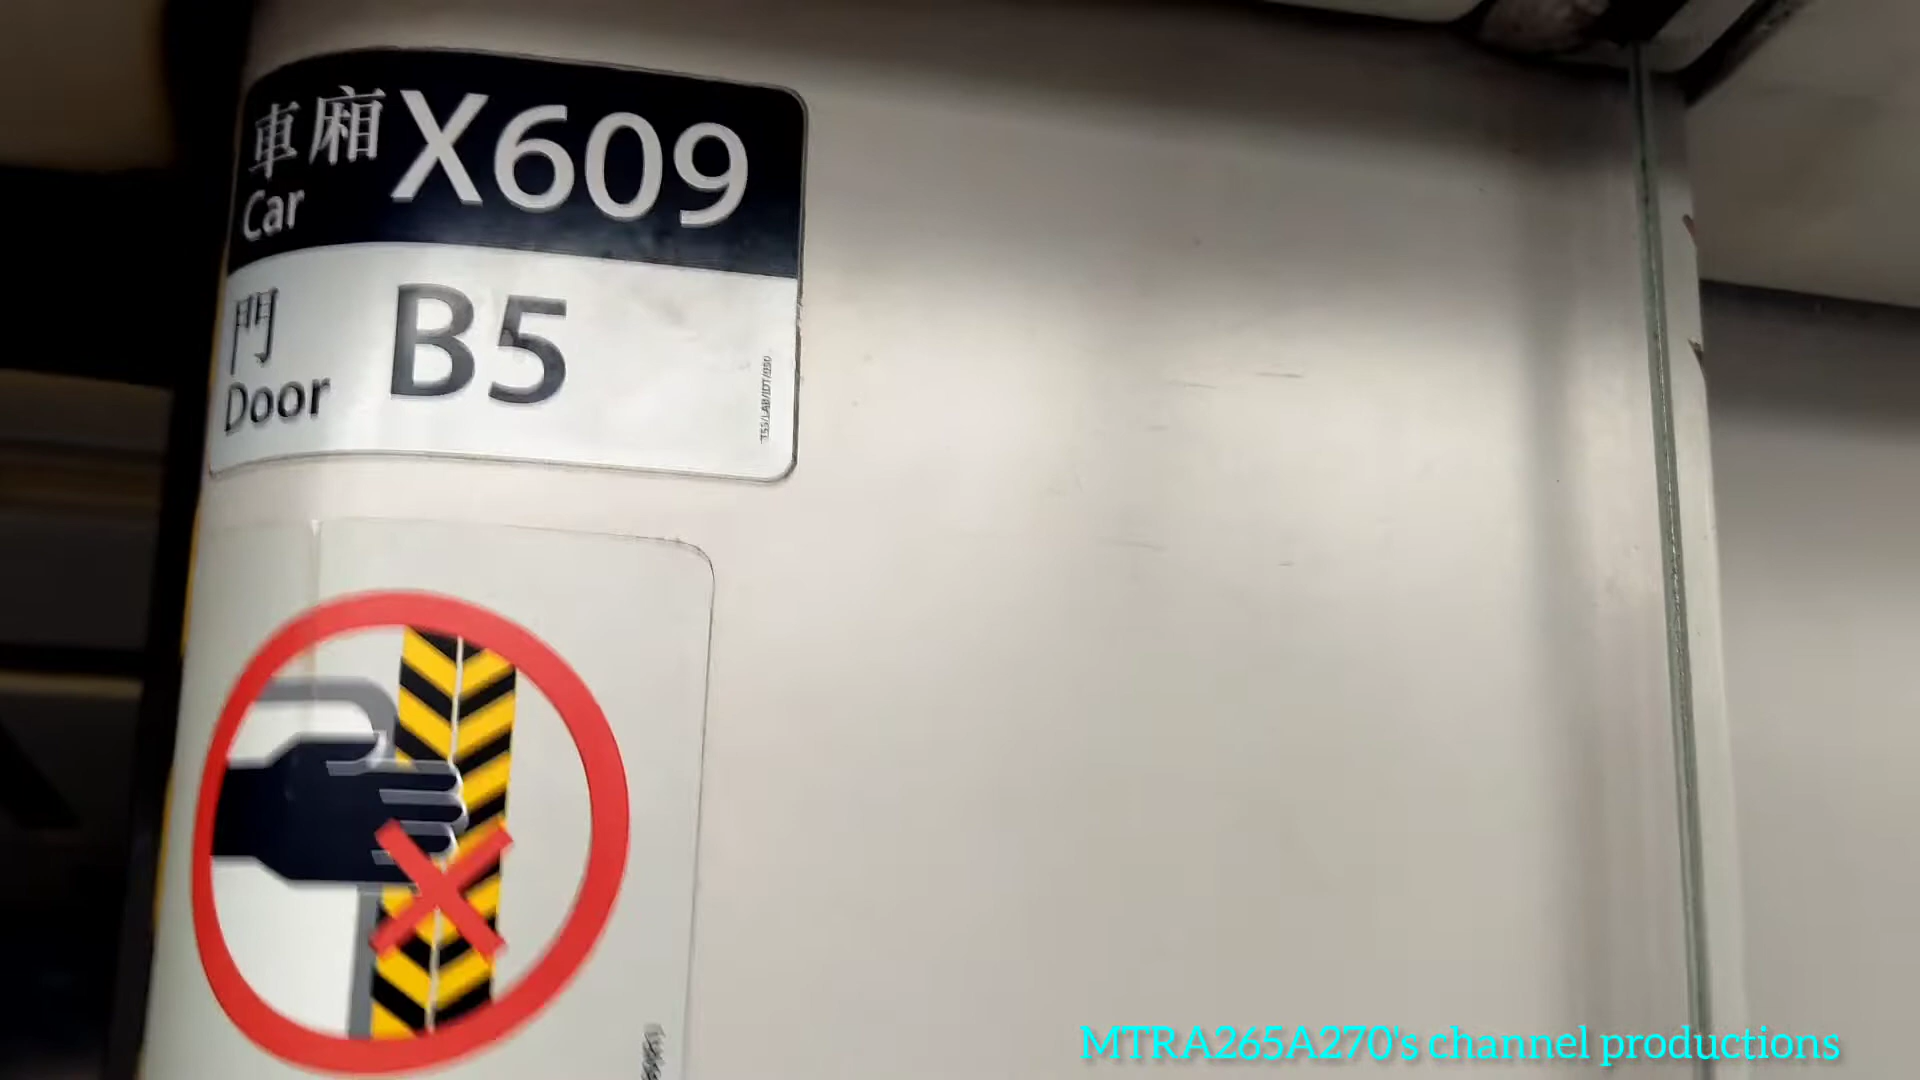 車廂 X609
Car
門 B5
Door
MTRA265A270's channel productions